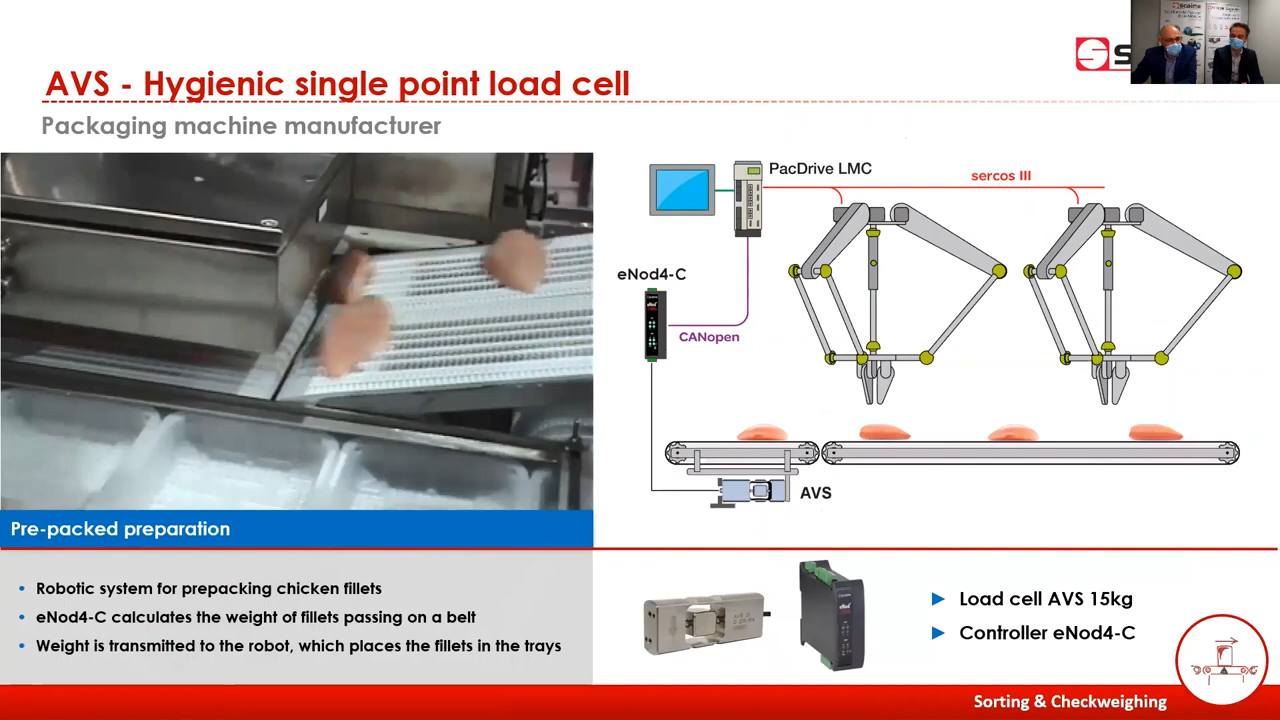 AVS - Hygienic single point load cell
Packaging machine manufacturer
PacDrive LMC
sercos III
eNod4-C
CANopen
AVS
Pre-packed preparation
• Robotic system for prepacking chicken fillets
• eNod4-C calculates the weight of fillets passing on a belt
• Weight is transmitted to the robot, which places the fillets in the trays
► Load cell AVS 15kg
► Controller eNod4-C
Sorting & Checkweighing